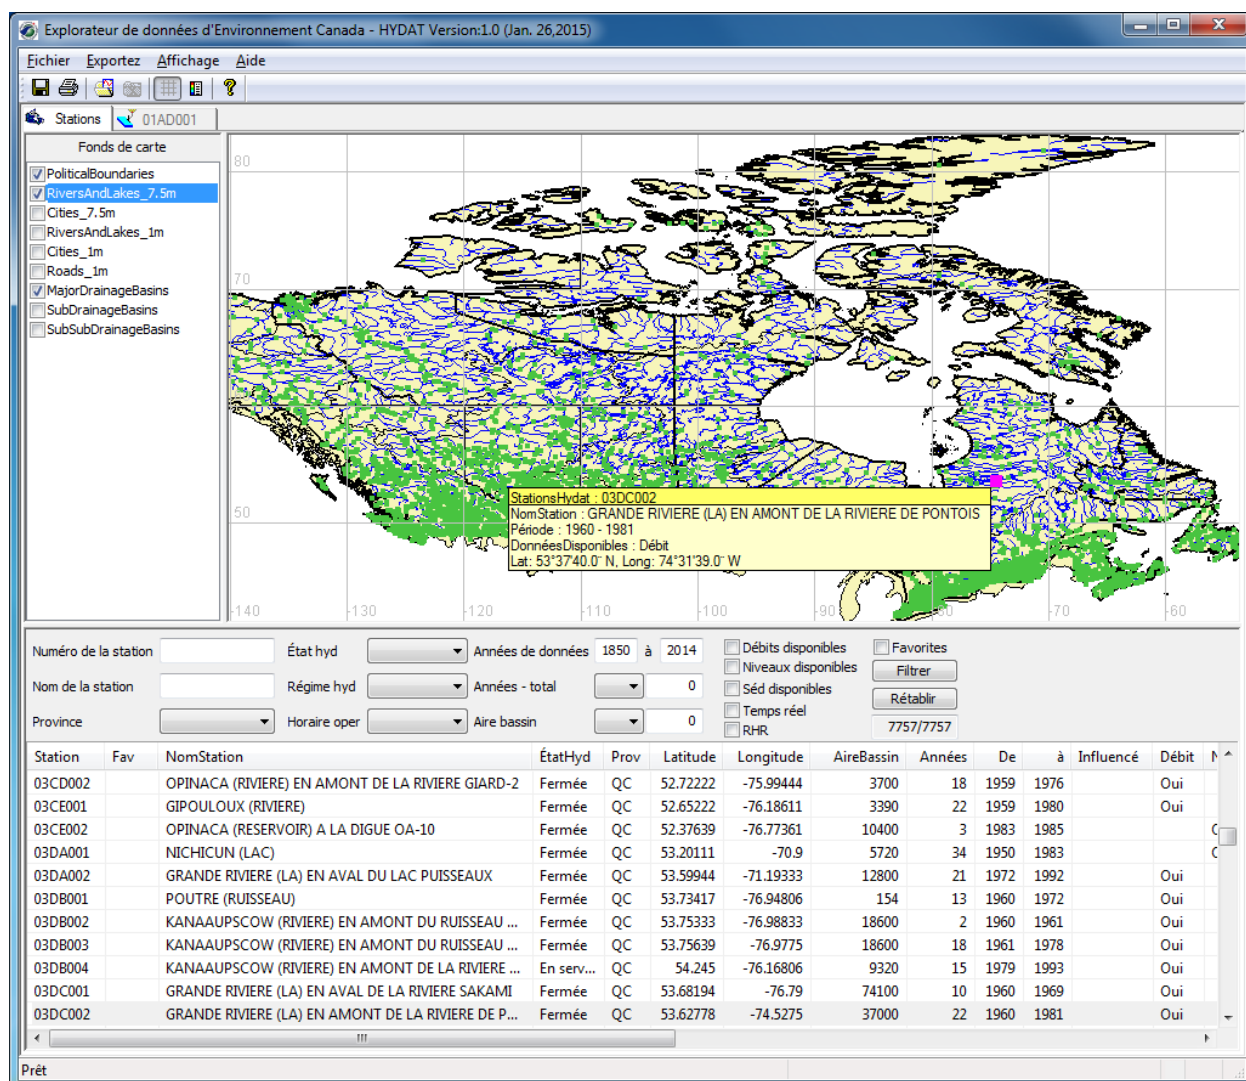 Explorateur de données d'Environnement Canada - HYDAT Version:1.0 (Jan. 26,2015)
Fichier Exportez Affichage Aide
Stations 01AD001
Fonds de carte
PoliticalBoundaries
RiversAndLakes_7.5m
Cities_7.5m
RiversAndLakes_1m
Cities_1m
Roads_1m
MajorDrainageBasins
SubDrainageBasins
SubSubDrainageBasins
80
70
50
StationsHydat : 03DC002
NomStation : GRANDE RIVIERE (LA) EN AMONT DE LA RIVIERE DE PONTOIS
Période : 1960 - 1981
DonnéesDisponibles : Débit
Lat: 53°37'40.0¨ N, Long: 74°31'39.0¨ W
-140 -130 -120 -110 -100 -90 -80 -70 -60
Numéro de la station État hyd Années de données 1850 à 2014 Débits disponibles Favorites
Niveaux disponibles Filtrer
Nom de la station Régime hyd Années - total 0 Séd disponibles
Rétablir
Temps réel
Province Horaire oper Aire bassin 0 RHR 7757/7757
Station Fav NomStation ÉtatHyd Prov Latitude Longitude AireBassin Années De à Influencé Débit
03CD002 OPINACA (RIVIERE) EN AMONT DE LA RIVIERE GIARD-2 Fermée QC 52.72222 -75.99444 3700 18 1959 1976 Oui
03CE001 GIPOULOUX (RIVIERE) Fermée QC 52.65222 -76.18611 3390 22 1959 1980 Oui
03CE002 OPINACA (RESERVOIR) A LA DIGUE OA-10 Fermée QC 52.37639 -76.77361 10400 3 1983 1985
03DA001 NICHICUN (LAC) Fermée QC 53.20111 -70.9 5720 34 1950 1983
03DA002 GRANDE RIVIERE (LA) EN AVAL DU LAC PUISSEAUX Fermée QC 53.59944 -71.19333 12800 21 1972 1992 Oui
03DB001 POUTRE (RUISSEAU) Fermée QC 53.73417 -76.94806 154 13 1960 1972 Oui
03DB002 KANAAUPSCOW (RIVIERE) EN AMONT DU RUISSEAU ... Fermée QC 53.75333 -76.98833 18600 2 1960 1961 Oui
03DB003 KANAAUPSCOW (RIVIERE) EN AMONT DU RUISSEAU ... Fermée QC 53.75639 -76.9775 18600 18 1961 1978 Oui
03DB004 KANAAUPSCOW (RIVIERE) EN AMONT DE LA RIVIERE ... En serv... QC 54.245 -76.16806 9320 15 1979 1993 Oui
03DC001 GRANDE RIVIERE (LA) EN AVAL DE LA RIVIERE SAKAMI Fermée QC 53.68194 -76.79 74100 10 1960 1969 Oui
03DC002 GRANDE RIVIERE (LA) EN AMONT DE LA RIVIERE DE P... Fermée QC 53.62778 -74.5275 37000 22 1960 1981 Oui
Prêt